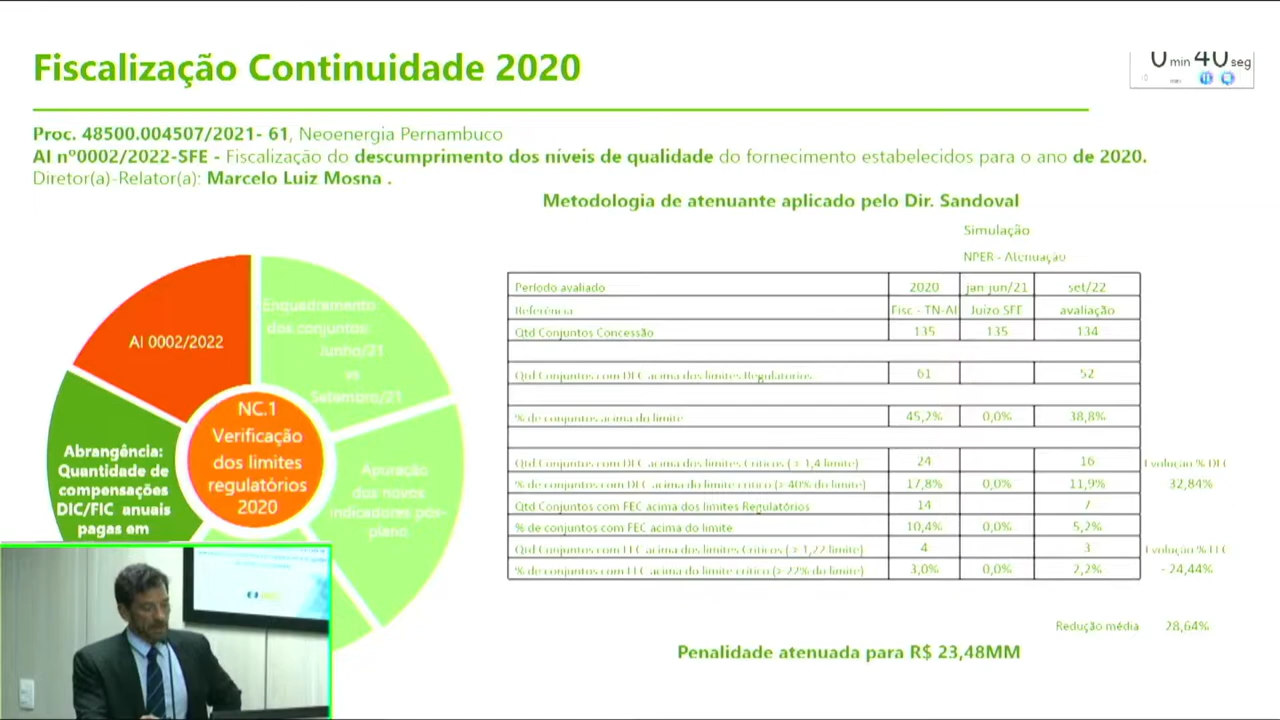 Fiscalização Continuidade 2020
0 min 40 seg
Proc. 48500.004507/2021- 61, Neoenergia Pernambuco
AI nº0002/2022-SFE - Fiscalização do descumprimento dos níveis de qualidade do fornecimento estabelecidos para o ano de 2020.
Diretor(a)-Relator(a): Marcelo Luiz Mosna .
Metodologia de atenuante aplicado pelo Dir. Sandoval
Simulação
NPER - Atenuação
Período avaliado 2020 jan-jun/21 set/22
Referência Fisc - TN-AI Juízo SFE avaliação
Qtd Conjuntos Concessão 135 135 134
Qtd Conjuntos com DEC acima dos limites Regulatórios 61 52
% de conjuntos acima do limite 45,2% 0,0% 38,8%
Qtd Conjuntos com DEC acima dos limites Críticos (> 1,4 limite) 24 16 Evolução % DEC
% de conjuntos com DEC acima do limite crítico (> 40% do limite) 17,8% 0,0% 11,9% 32,84%
Qtd Conjuntos com FEC acima dos limites Regulatórios 14 7
% de conjuntos com FEC acima do limite 10,4% 0,0% 5,2%
Qtd Conjuntos com FEC acima dos limites Críticos (> 1,22 limite) 4 3 Evolução % FEC
% de conjuntos com FEC acima do limite crítico (> 22% do limite) 3,0% 0,0% 2,2% - 24,44%
Redução média 28,64%
Penalidade atenuada para R$ 23,48MM
AI 0002/2022
Enquadramento
dos conjuntos
Junho/21
vs
Setembro/21
NC.1
Verificação
dos limites
regulatórios
2020
Abrangência:
Quantidade de
compensações
DIC/FIC anuais
pagas em
Apuração
dos novos
indicadores pós-
plano